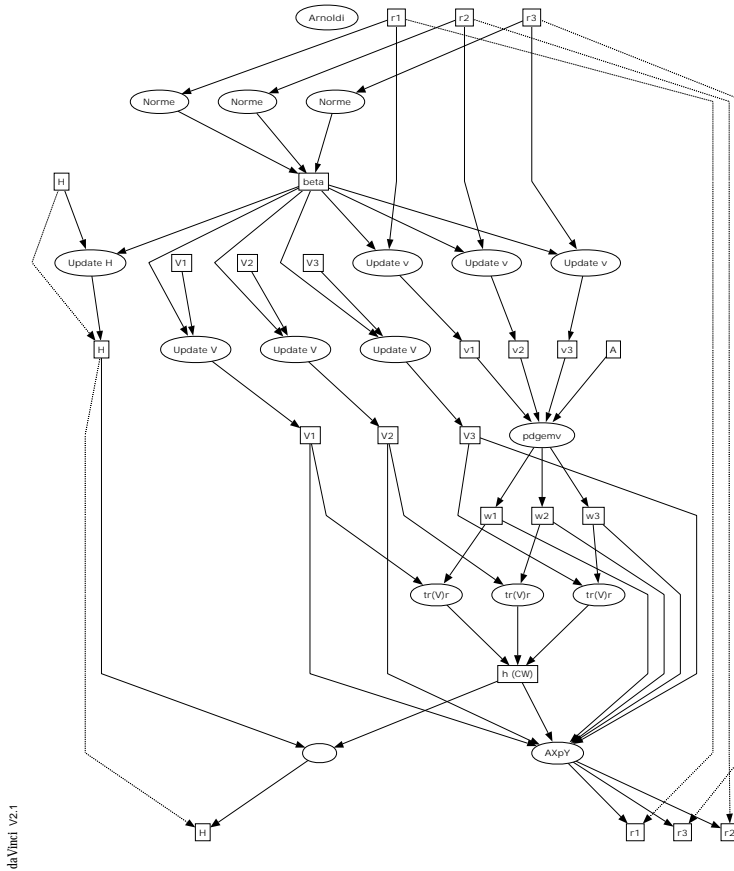 Arnoldi r1 r2 r3
Norme Norme Norme
H beta
Update H V1 V2 V3 Update v Update v Update v
H Update V Update V Update V v1 v2 v3 A
V1 V2 V3 pdgemv
w1 w2 w3
tr(V)r tr(V)r tr(V)r
h (CW)
AXpY
H r1 r3 r2
daVinci V2.1